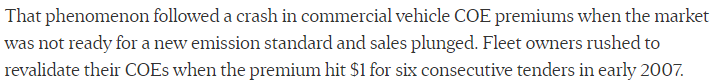 That phenomenon followed a crash in commercial vehicle COE premiums when the market
was not ready for a new emission standard and sales plunged. Fleet owners rushed to
revalidate their COEs when the premium hit $1 for six consecutive tenders in early 2007.